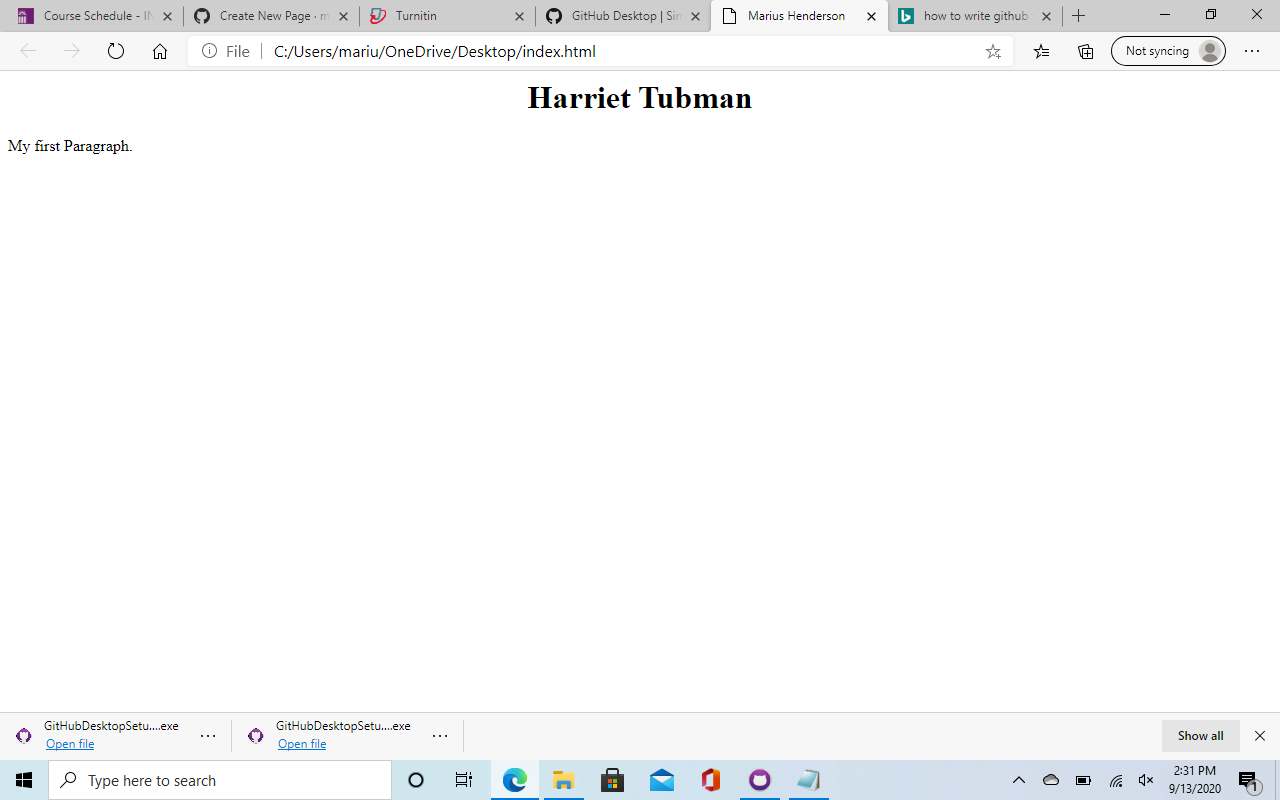 Course Schedule - IN
Create New Page · m
Turnitin
GitHub Desktop | Sim
Marius Henderson
how to write github
File
C:/Users/mariu/OneDrive/Desktop/index.html
Not syncing
Harriet Tubman
My first Paragraph.
GitHubDesktopSetu....exe
Open file
GitHubDesktopSetu....exe
Open file
Show all
Type here to search
2:31 PM
9/13/2020
1